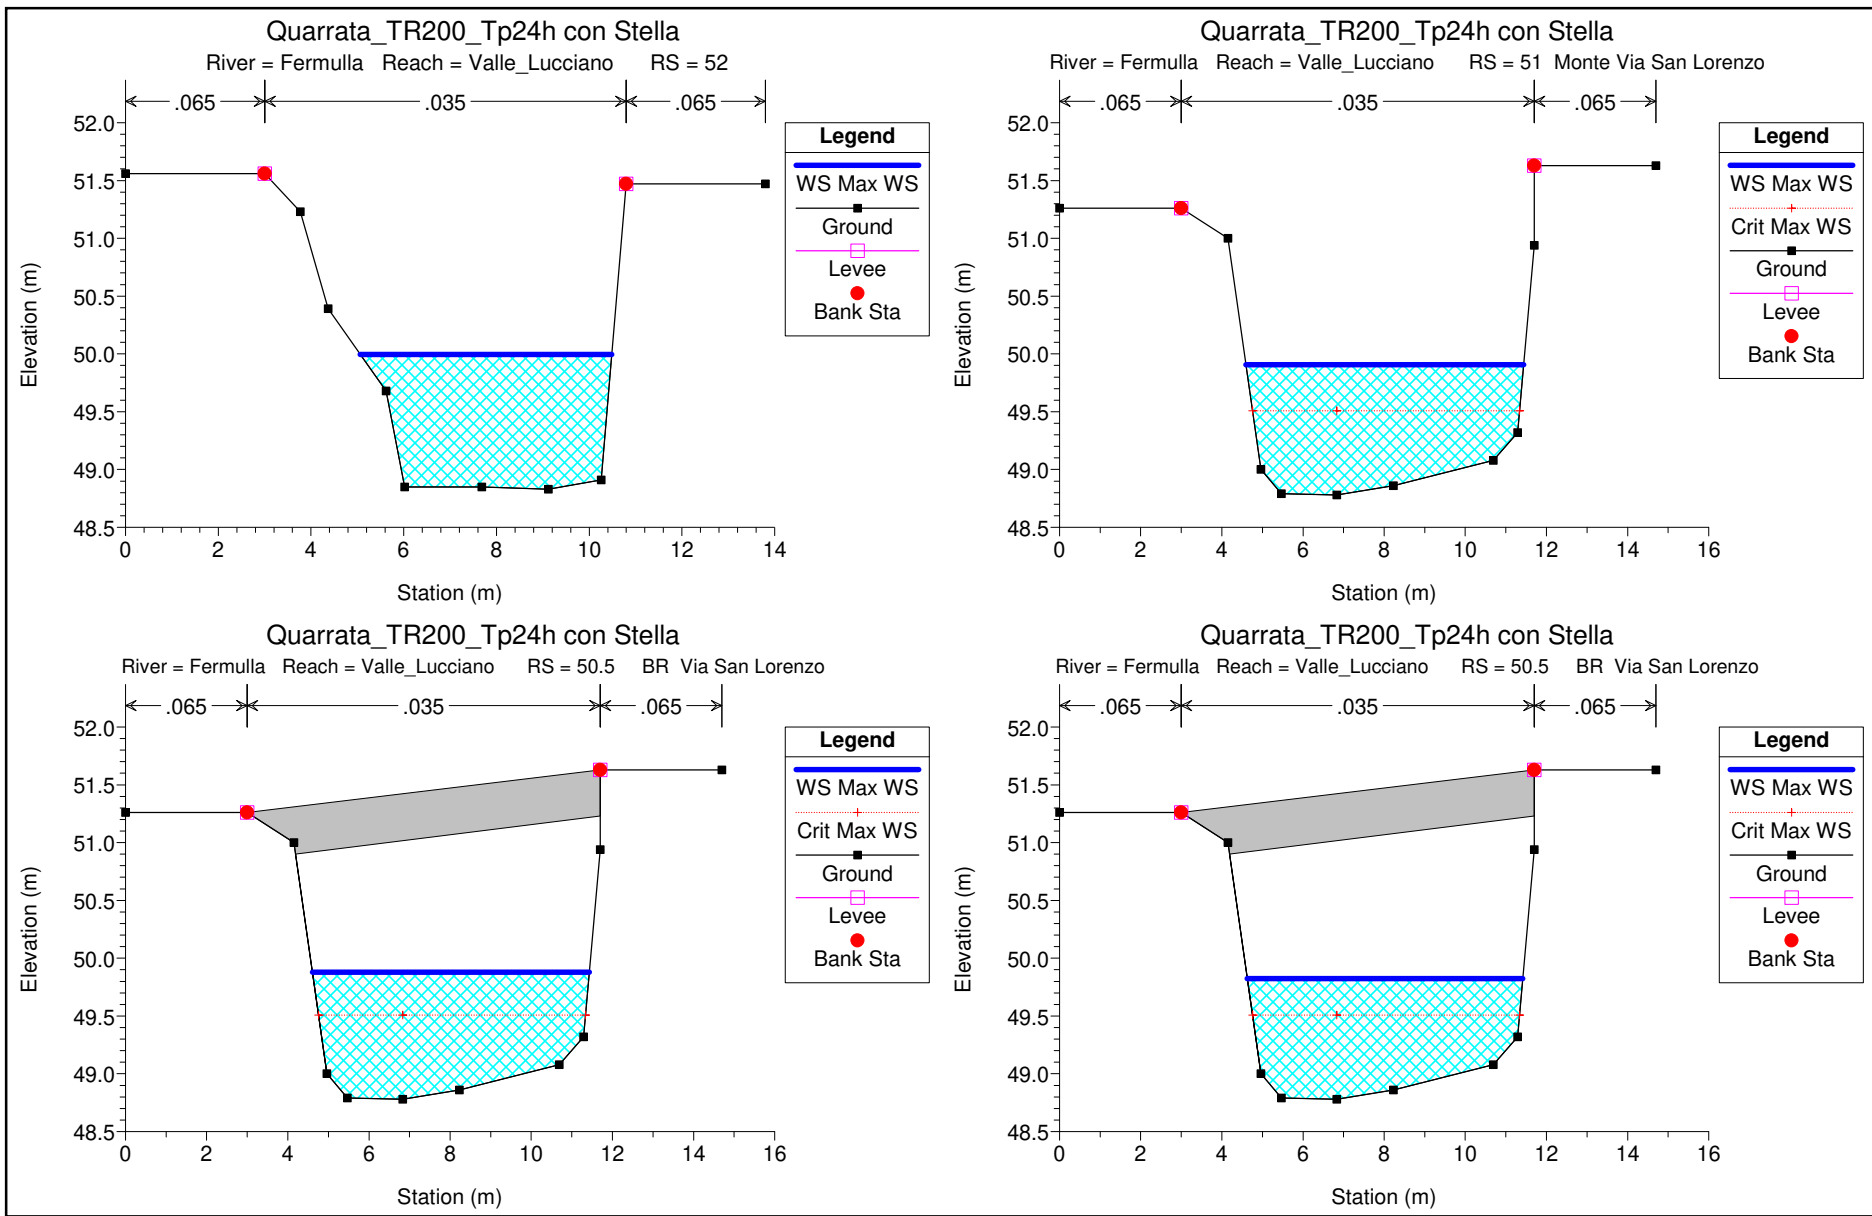 Quarrata_TR200_Tp24h con Stella
River = Fermulla Reach = Valle_Lucciano RS = 52
.065 .035 .065
52.0
51.5
51.0
50.5
50.0
49.5
49.0
48.5
Elevation (m)
0 2 4 6 8 10 12 14
Station (m)
Legend
WS Max WS
Ground
Levee
Bank Sta
Quarrata_TR200_Tp24h con Stella
River = Fermulla Reach = Valle_Lucciano RS = 51 Monte Via San Lorenzo
.065 .035 .065
52.0
51.5
51.0
50.5
50.0
49.5
49.0
48.5
Elevation (m)
0 2 4 6 8 10 12 14 16
Station (m)
Legend
WS Max WS
Crit Max WS
Ground
Levee
Bank Sta
Quarrata_TR200_Tp24h con Stella
River = Fermulla Reach = Valle_Lucciano RS = 50.5 BR Via San Lorenzo
.065 .035 .065
52.0
51.5
51.0
50.5
50.0
49.5
49.0
48.5
Elevation (m)
0 2 4 6 8 10 12 14 16
Station (m)
Legend
WS Max WS
Crit Max WS
Ground
Levee
Bank Sta
Quarrata_TR200_Tp24h con Stella
River = Fermulla Reach = Valle_Lucciano RS = 50.5 BR Via San Lorenzo
.065 .035 .065
52.0
51.5
51.0
50.5
50.0
49.5
49.0
48.5
Elevation (m)
0 2 4 6 8 10 12 14 16
Station (m)
Legend
WS Max WS
Crit Max WS
Ground
Levee
Bank Sta